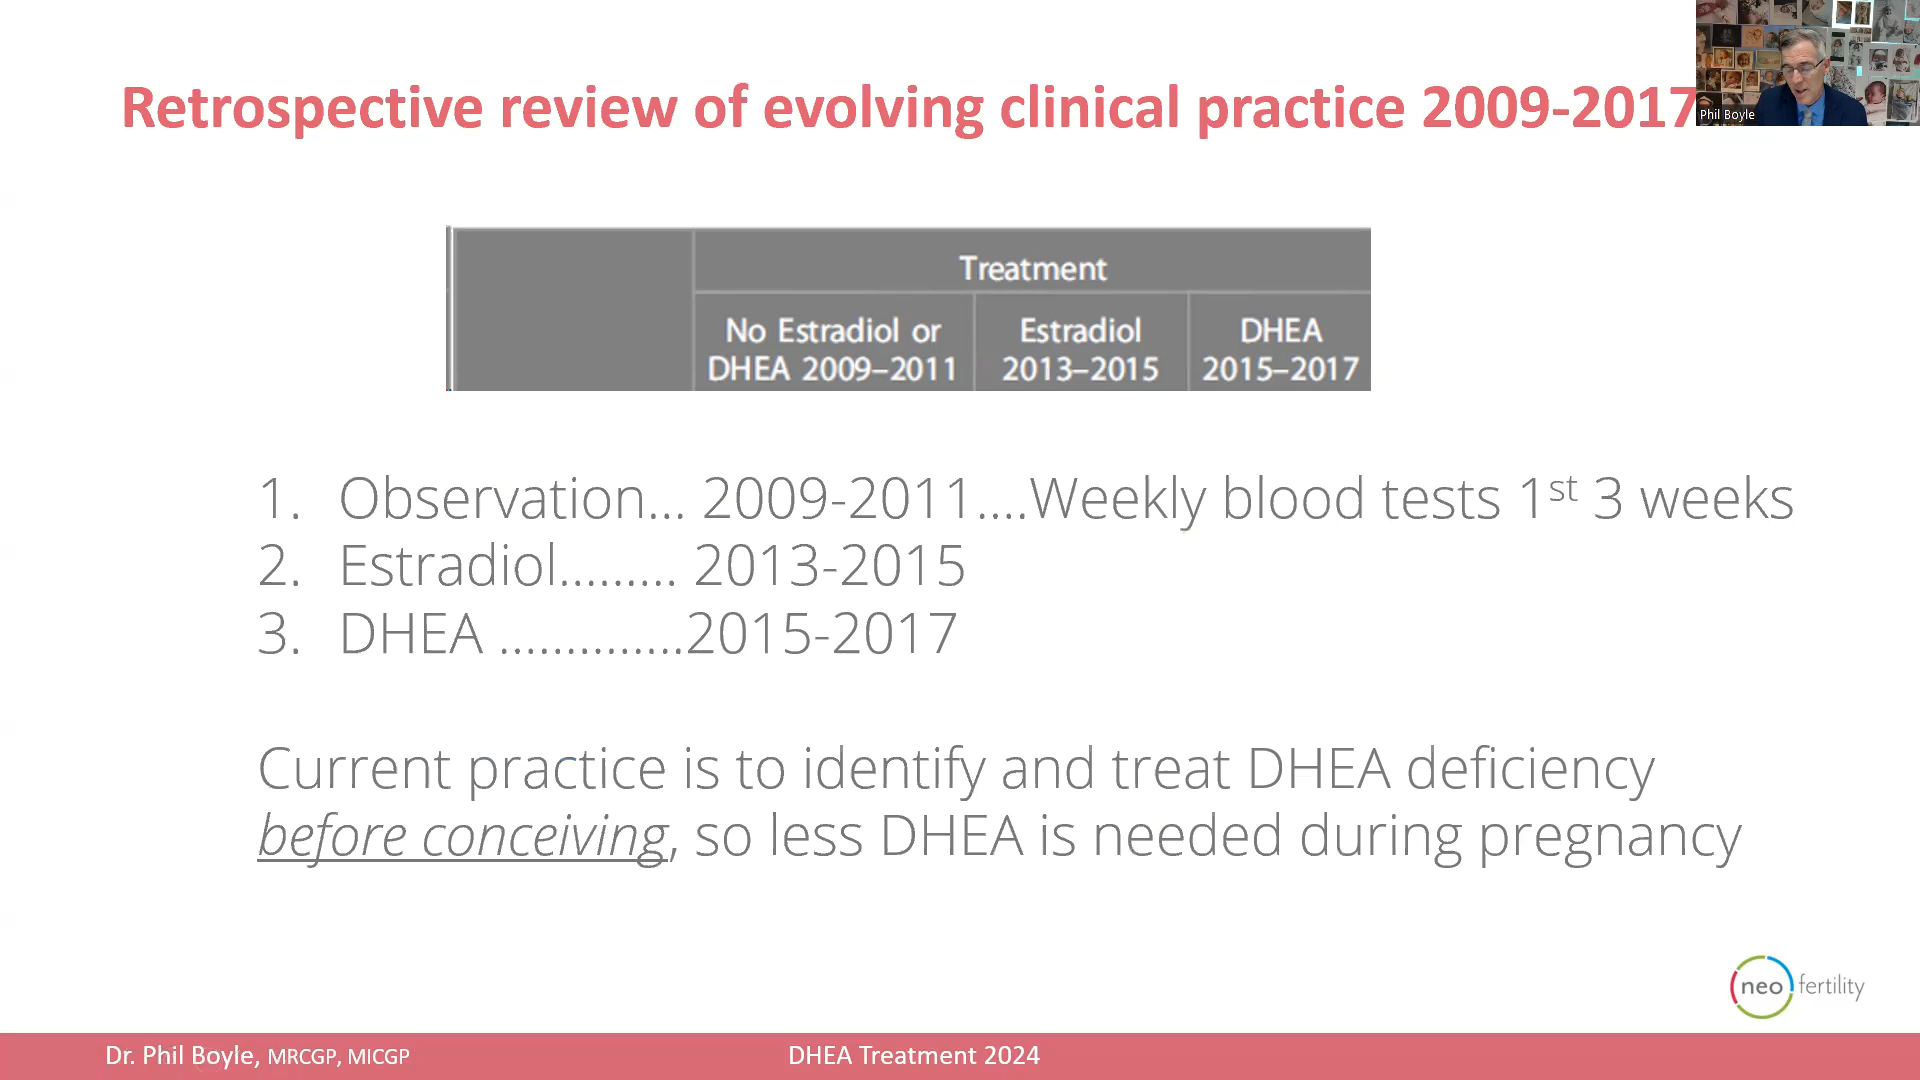 Retrospective review of evolving clinical practice 2009-2017
Phil Boyle
Treatment
No Estradiol or
DHEA 2009–2011
Estradiol
2013–2015
DHEA
2015–2017
1. Observation... 2009-2011....Weekly blood tests 1st 3 weeks
2. Estradiol......... 2013-2015
3. DHEA ..............2015-2017
Current practice is to identify and treat DHEA deficiency
before conceiving, so less DHEA is needed during pregnancy
neo fertility
Dr. Phil Boyle, MRCGP, MICGP
DHEA Treatment 2024